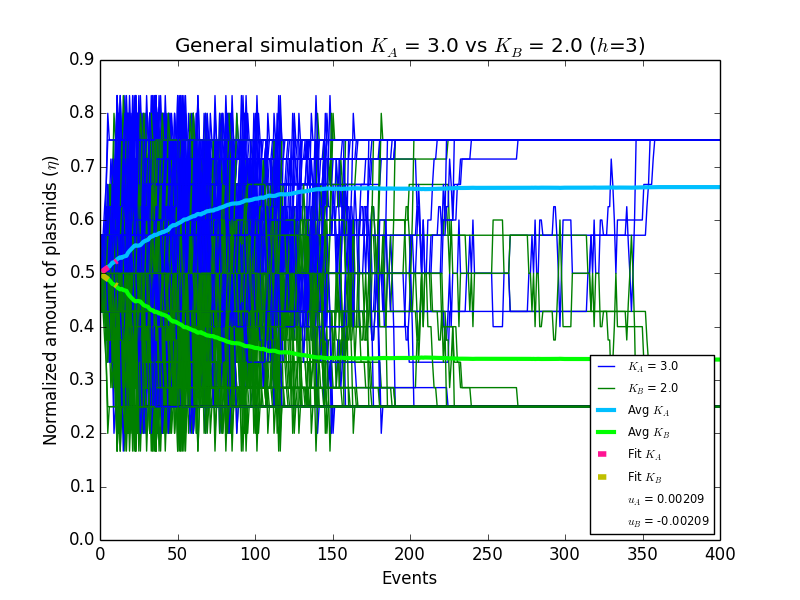 General simulation K_A = 3.0 vs K_B = 2.0 (h=3)
Normalized amount of plasmids (η)
0.9
0.8
0.7
0.6
0.5
0.4
0.3
0.2
0.1
0.0
K_A = 3.0
K_B = 2.0
Avg K_A
Avg K_B
Fit K_A
Fit K_B
u_A = 0.00209
u_B = -0.00209
0 50 100 150 200 250 300 350 400
Events